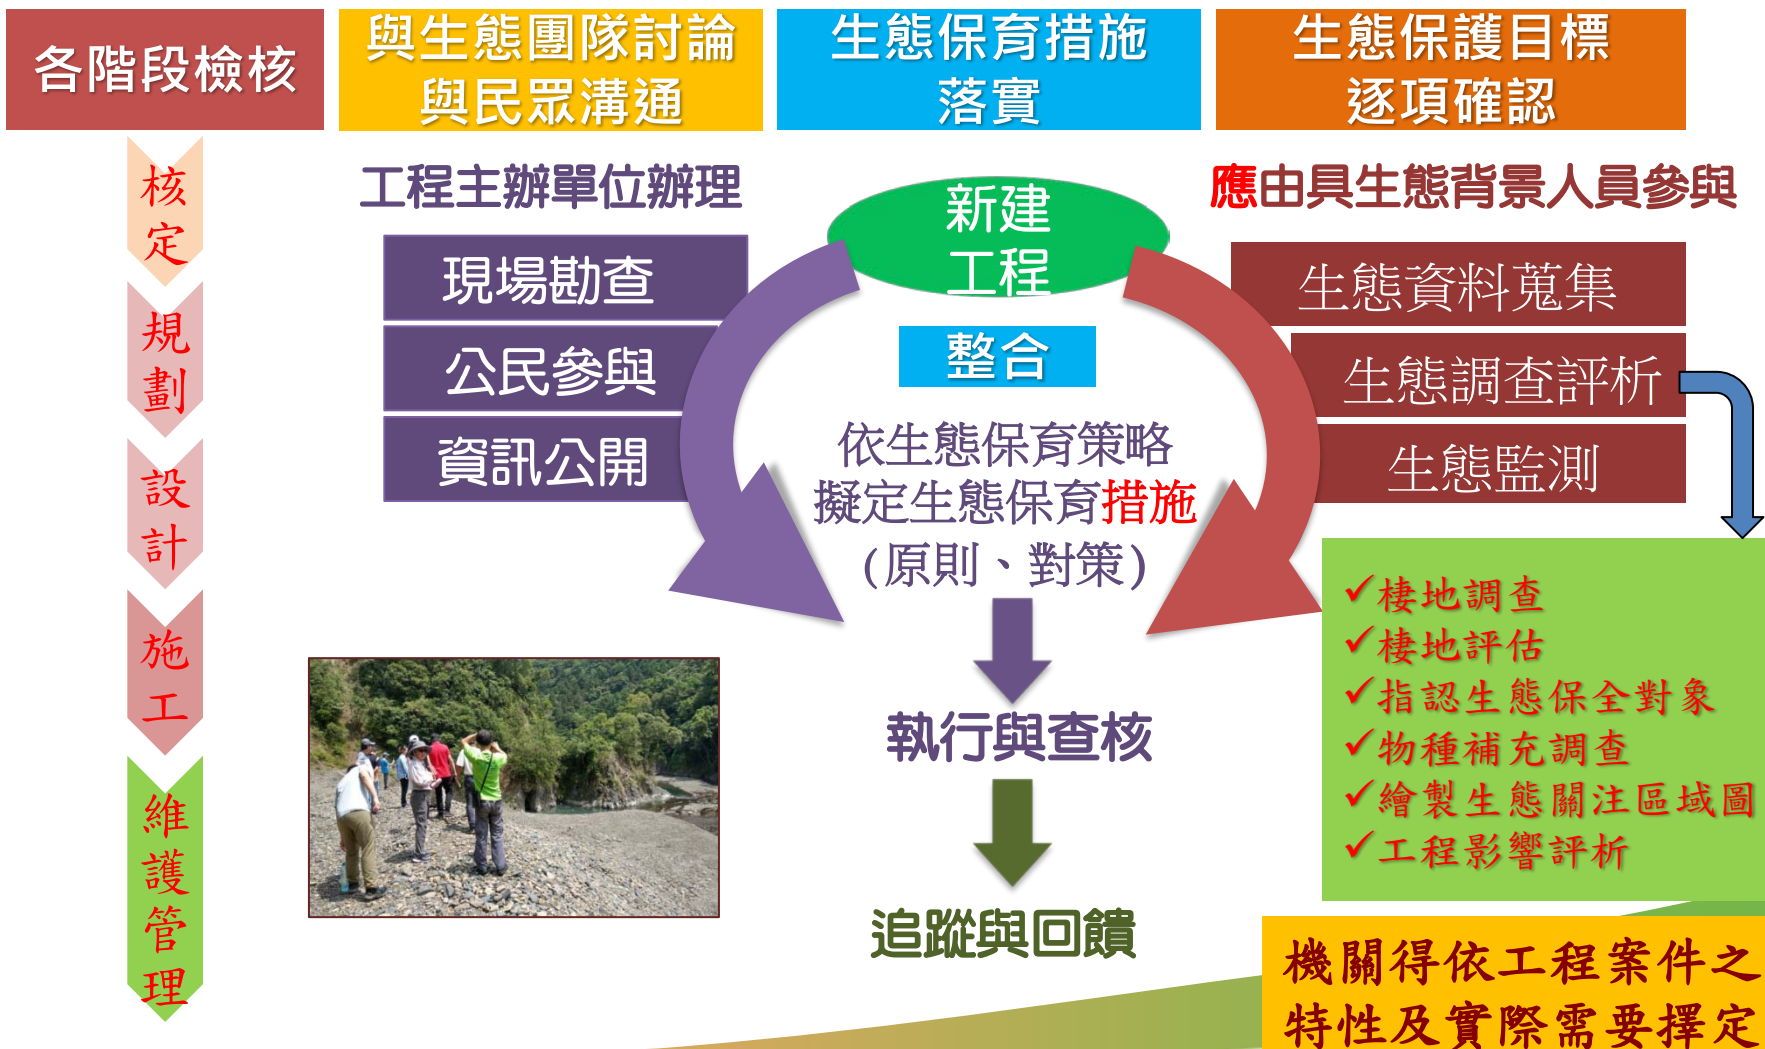 各階段檢核
與生態團隊討論
與民眾溝通
生態保育措施
落實
生態保護目標
逐項確認
核
定
規
劃
設
計
施
工
維
護
管
理
工程主辦單位辦理
現場勘查
公民參與
資訊公開
新建
工程
整合
依生態保育策略
擬定生態保育措施
(原則、對策)
執行與查核
追蹤與回饋
應由具生態背景人員參與
生態資料蒐集
生態調查評析
生態監測
✓棲地調查
✓棲地評估
✓指認生態保全對象
✓物種補充調查
✓繪製生態關注區域圖
✓工程影響評析
機關得依工程案件之
特性及實際需要擇定